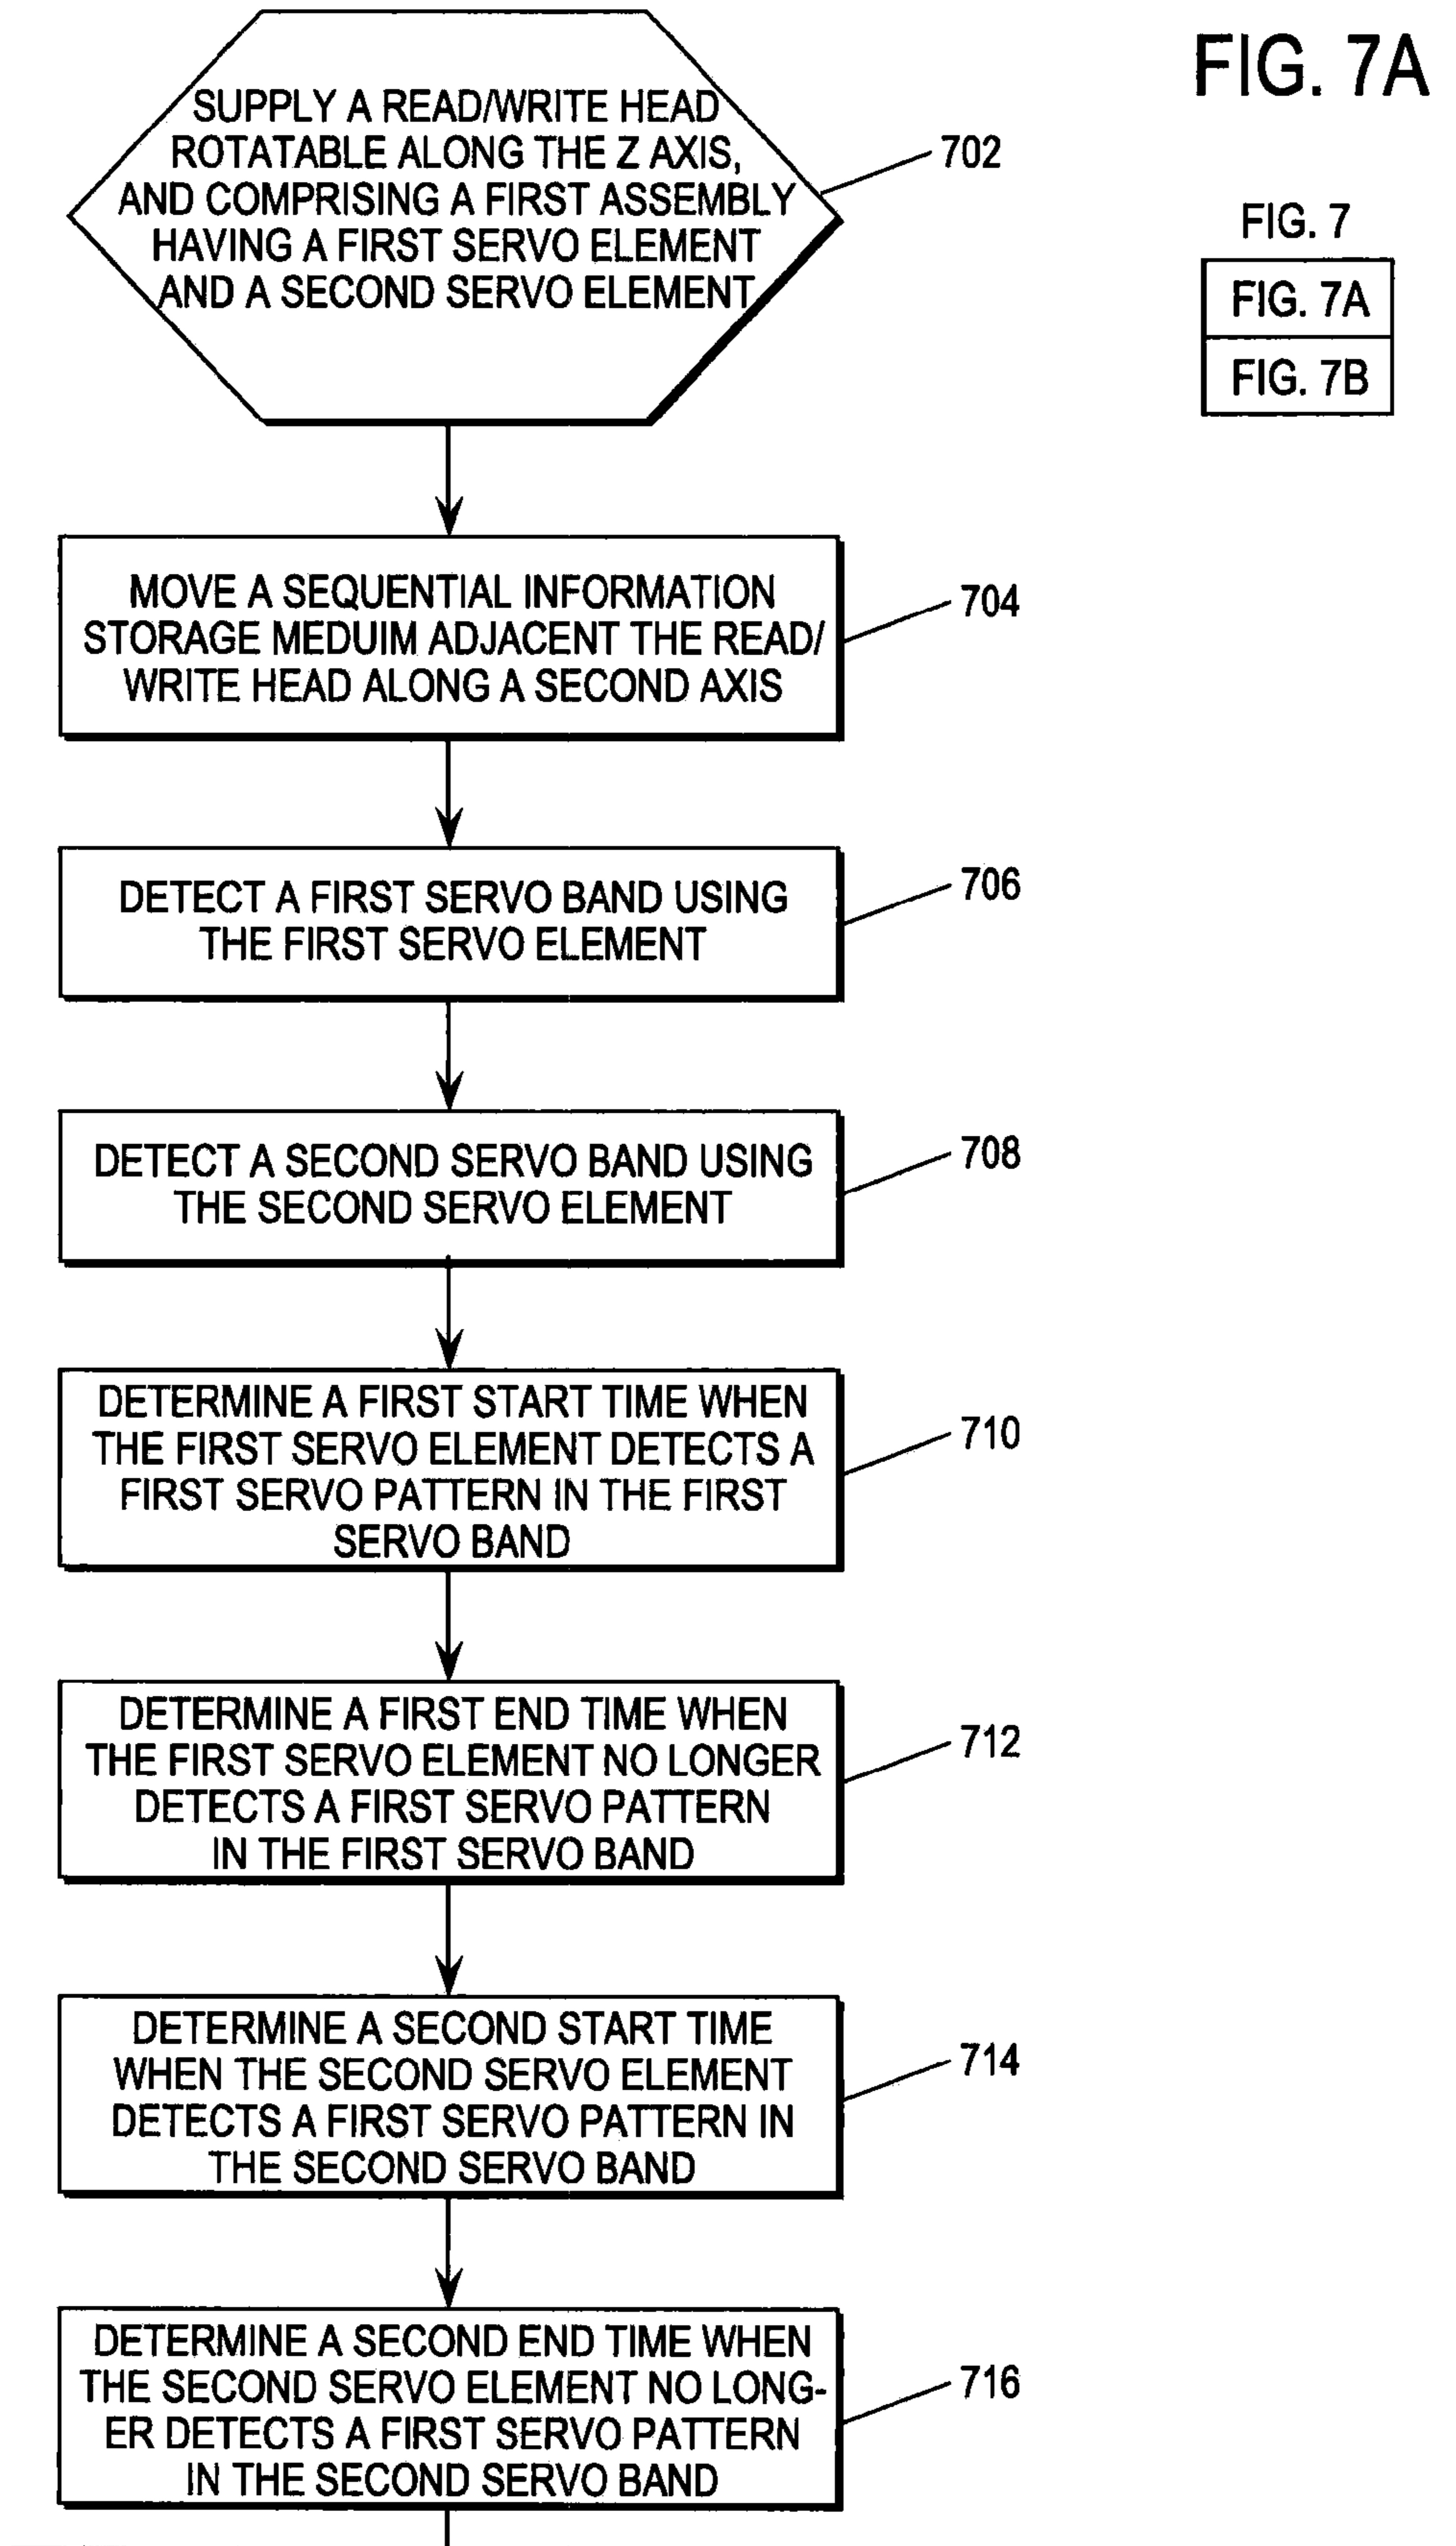 FIG. 7A
SUPPLY A READ/WRITE HEAD
ROTATABLE ALONG THE Z AXIS,
AND COMPRISING A FIRST ASSEMBLY
HAVING A FIRST SERVO ELEMENT
AND A SECOND SERVO ELEMENT
702
FIG. 7
FIG. 7A
FIG. 7B
MOVE A SEQUENTIAL INFORMATION
STORAGE MEDUIM ADJACENT THE READ/
WRITE HEAD ALONG A SECOND AXIS
704
DETECT A FIRST SERVO BAND USING
THE FIRST SERVO ELEMENT
706
DETECT A SECOND SERVO BAND USING
THE SECOND SERVO ELEMENT
708
DETERMINE A FIRST START TIME WHEN
THE FIRST SERVO ELEMENT DETECTS A
FIRST SERVO PATTERN IN THE FIRST
SERVO BAND
710
DETERMINE A FIRST END TIME WHEN
THE FIRST SERVO ELEMENT NO LONGER
DETECTS A FIRST SERVO PATTERN
IN THE FIRST SERVO BAND
712
DETERMINE A SECOND START TIME
WHEN THE SECOND SERVO ELEMENT
DETECTS A FIRST SERVO PATTERN IN
THE SECOND SERVO BAND
714
DETERMINE A SECOND END TIME WHEN
THE SECOND SERVO ELEMENT NO LONG-
ER DETECTS A FIRST SERVO PATTERN
IN THE SECOND SERVO BAND
716